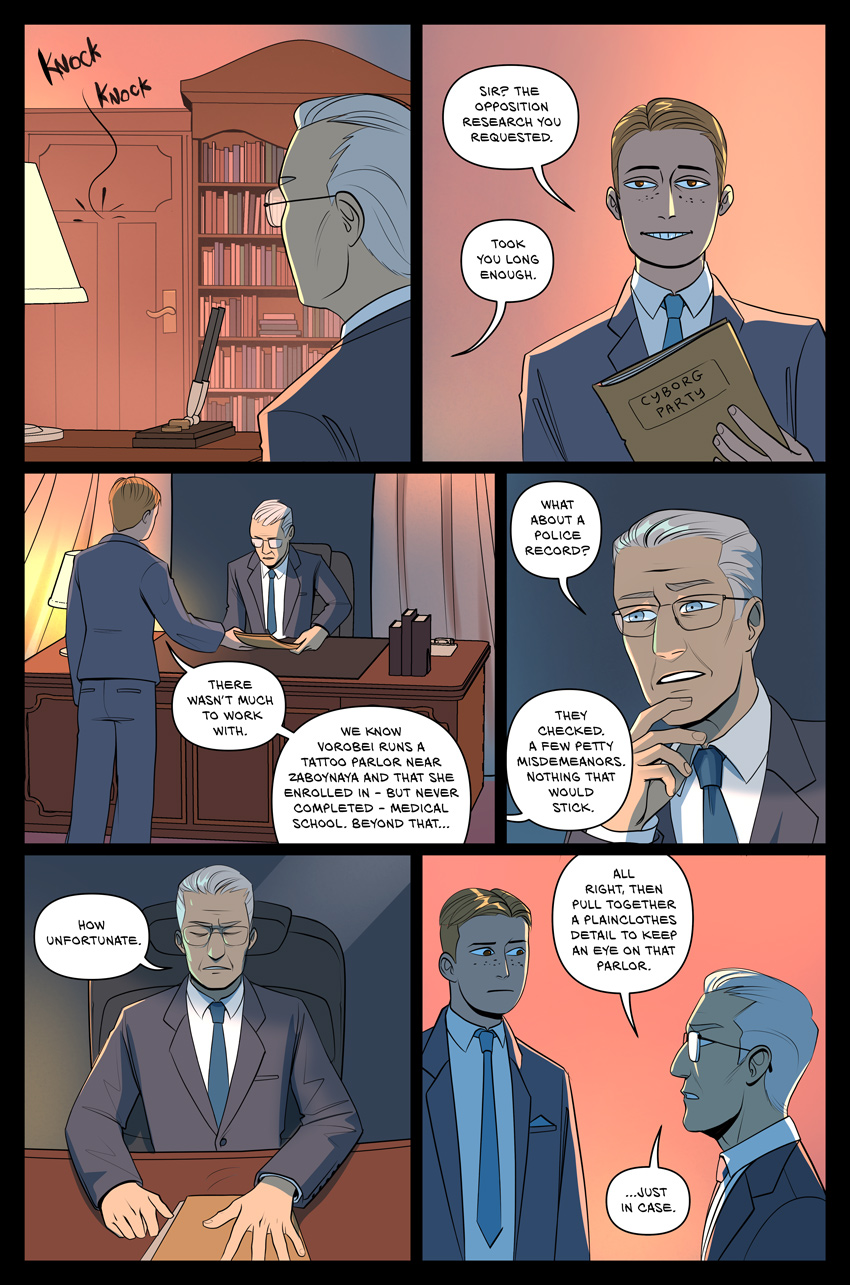 KNOCK
KNOCK
SIR? THE
OPPOSITION
RESEARCH YOU
REQUESTED.
TOOK
YOU LONG
ENOUGH.
CYBORG
PARTY
THERE
WASN'T MUCH
TO WORK
WITH.
WE KNOW
VOROBEI RUNS A
TATTOO PARLOR NEAR
ZABOYNAYA AND THAT SHE
ENROLLED IN - BUT NEVER
COMPLETED - MEDICAL
SCHOOL. BEYOND THAT...
WHAT
ABOUT A
POLICE
RECORD?
THEY
CHECKED.
A FEW PETTY
MISDEMEANORS.
NOTHING THAT
WOULD
STICK.
HOW
UNFORTUNATE.
ALL
RIGHT, THEN
PULL TOGETHER
A PLAINCLOTHES
DETAIL TO KEEP
AN EYE ON THAT
PARLOR.
...JUST
IN CASE.